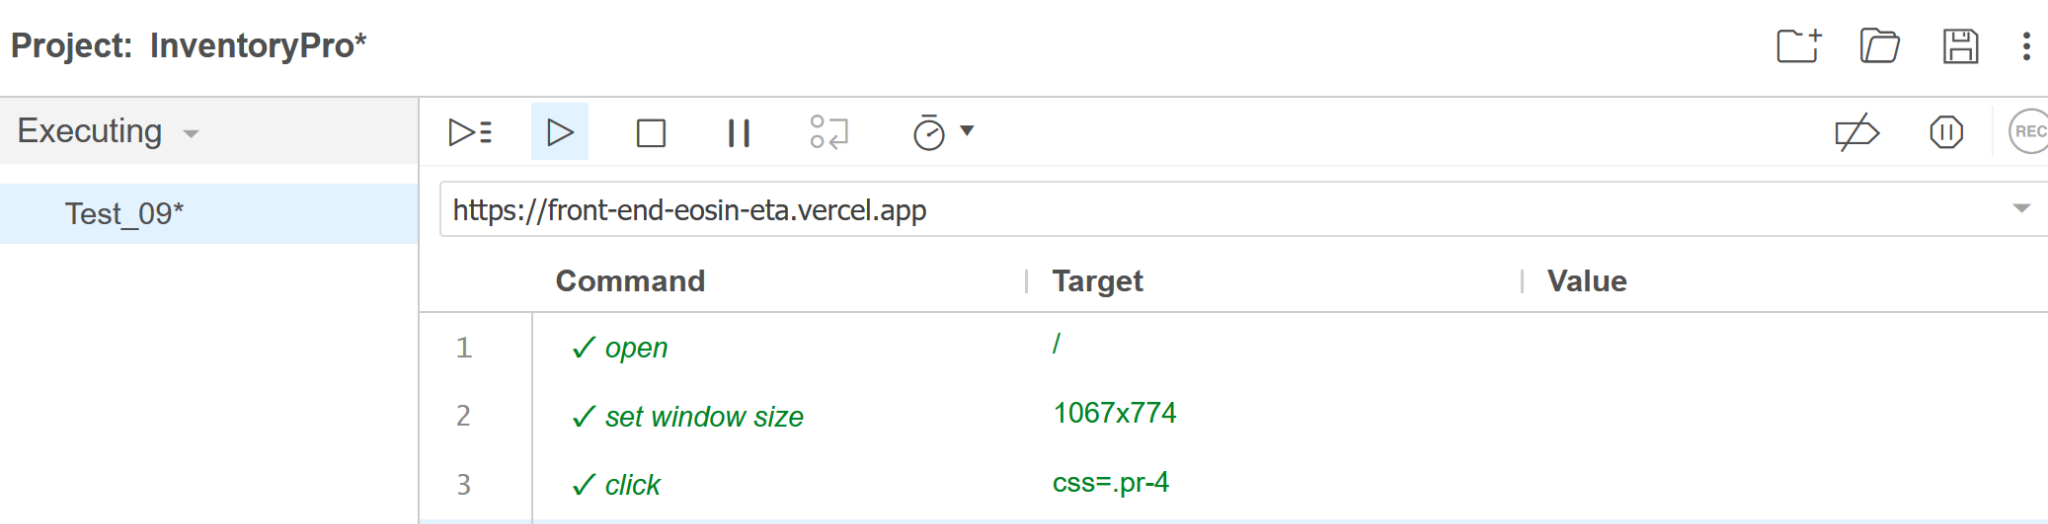 Project: InventoryPro*
Executing
Test_09*
REC
https://front-end-eosin-eta.vercel.app
Command Target Value
1 ✓ open /
2 ✓ set window size 1067x774
3 ✓ click css=.pr-4